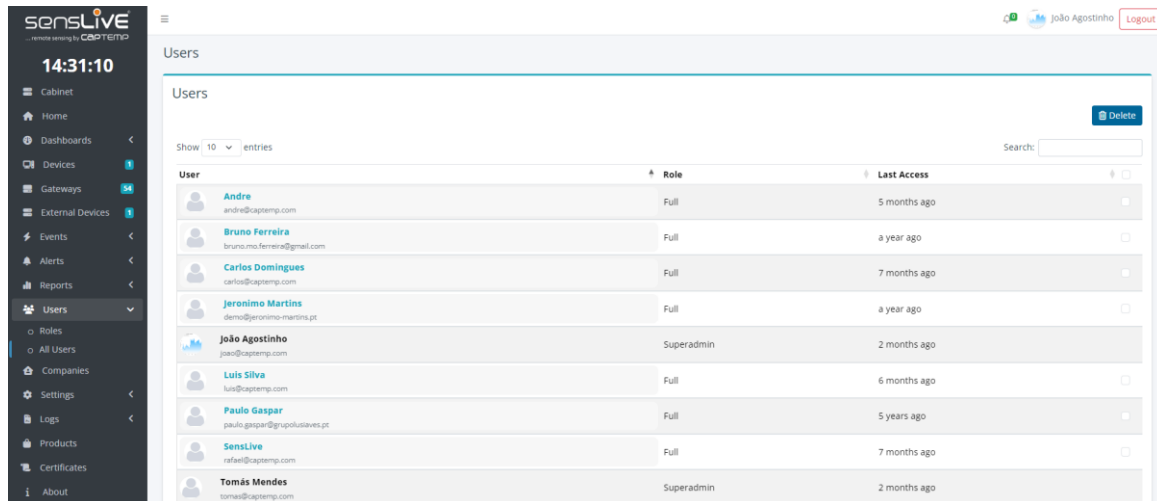 sensLIVE
...remote sensing by CAPTEMP
14:31:10
Cabinet
Home
Dashboards
Devices 1
Gateways 54
External Devices 1
Events
Alerts
Reports
Users
Roles
All Users
Companies
Settings
Logs
Products
Certificates
About
0 João Agostinho Logout
Users
Users
Delete
Show 10 entries Search:
User Role Last Access
Andre
andre@captemp.com
Full 5 months ago
Bruno Ferreira
bruno.mo.ferreira@gmail.com
Full a year ago
Carlos Domingues
carlos@captemp.com
Full 7 months ago
Jeronimo Martins
demo@jeronimo-martins.pt
Full a year ago
João Agostinho
joao@captemp.com
Superadmin 2 months ago
Luis Silva
luis@captemp.com
Full 6 months ago
Paulo Gaspar
paulo.gaspar@grupolusiaves.pt
Full 5 years ago
SensLive
rafael@captemp.com
Full 7 months ago
Tomás Mendes
tomas@captemp.com
Superadmin 2 months ago